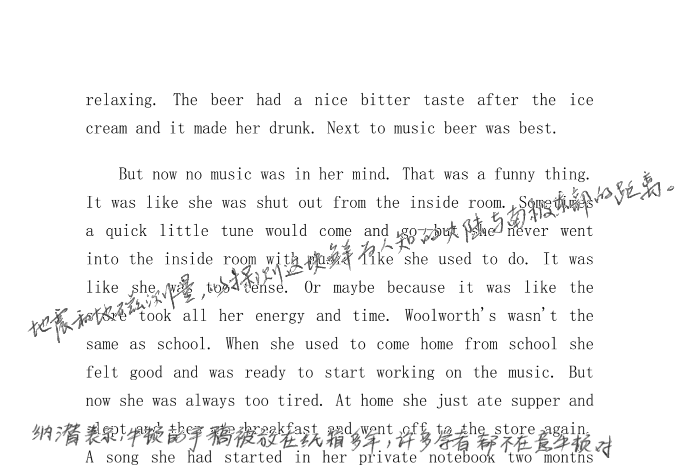 relaxing. The beer had a nice bitter taste after the ice
cream and it made her drunk. Next to music beer was best.
But now no music was in her mind. That was a funny thing.
It was like she was shut out from the inside room. Sometimes
a quick little tune would come and go—but she never went
into the inside room with music like she used to do. It was
like she was too tense. Or maybe because it was like the
地震和地磁测量,以探测这块鲜为人知的大陆与南极东部的距离。
store took all her energy and time. Woolworth's wasn't the
same as school. When she used to come home from school she
felt good and was ready to start working on the music. But
now she was always too tired. At home she just ate supper and
slept and then ate breakfast and went off to the store again.
纳潜表示,牛顿的手稿被放在纸箱多年,许多学者都不在意牛顿对
A song she had started in her private notebook two months